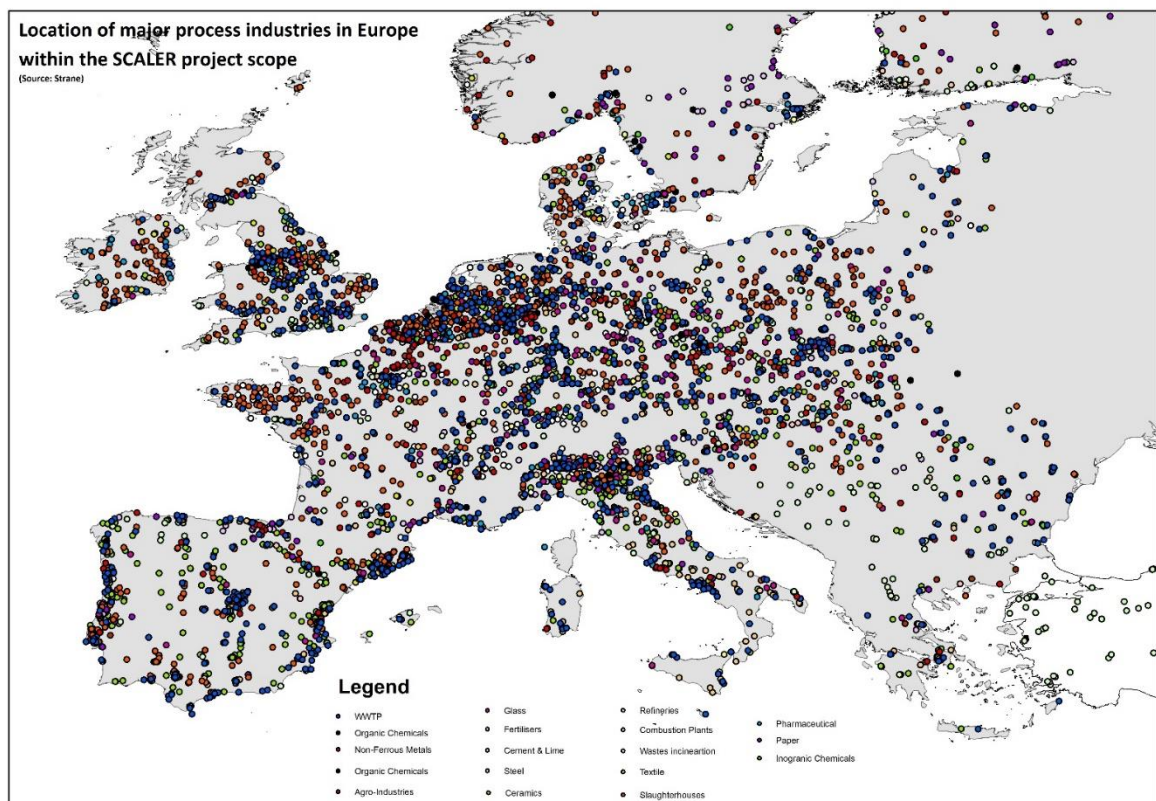 Location of major process industries in Europe
within the SCALER project scope
(Source: Strane)
Legend
WWTP
Organic Chemicals
Non-Ferrous Metals
Organic Chemicals
Agro-Industries
Glass
Fertilisers
Cement & Lime
Steel
Ceramics
Refineries
Combustion Plants
Wastes incineartion
Textile
Slaughterhouses
Pharmaceutical
Paper
Inogranic Chemicals